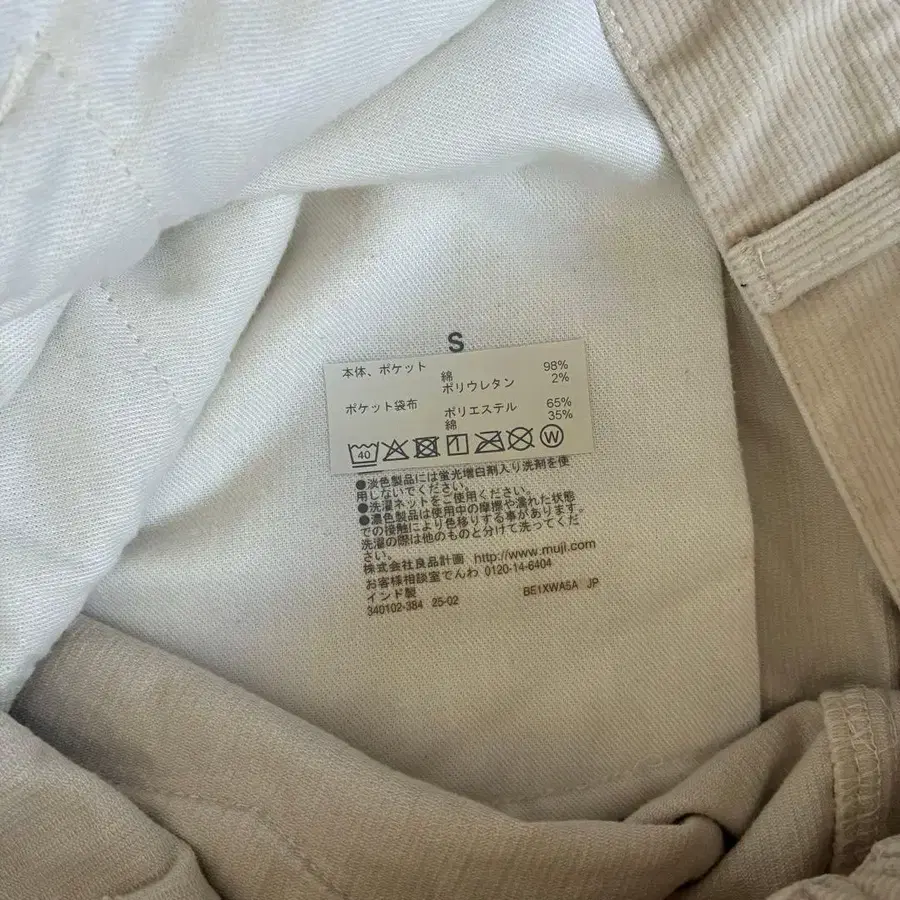 S
本体、ポケット 綿 98%
ポリウレタン 2%
ポケット袋布 ポリエステル 65%
綿 35%
40 W
●淡色製品には蛍光増白剤入り洗剤を使
用しないでください。
●洗濯ネットをご使用ください。
●濃色製品は使用中の摩擦や濡れた状態
での接触により色移りする事があります。
洗濯の際は他のものと分けて洗ってくだ
さい。
株式会社良品計画 http://www.muji.com
お客様相談室でんわ 0120-14-6404
インド製
340102-384 25-02 BE1XWA5A JP